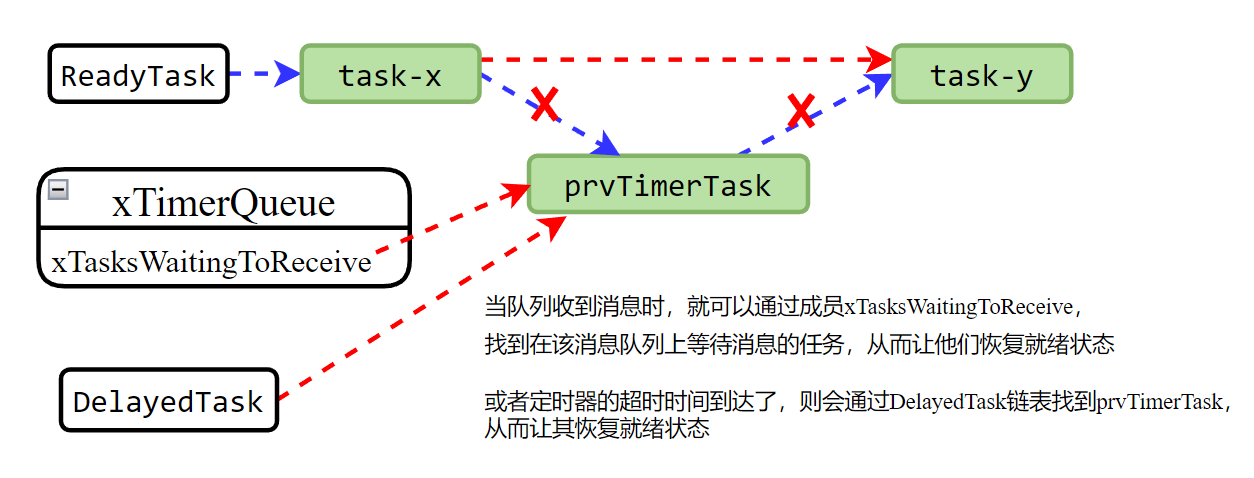 ReadyTask
task-x
task-y
prvTimerTask
xTimerQueue
xTasksWaitingToReceive
DelayedTask
当队列收到消息时，就可以通过成员xTasksWaitingToReceive，
找到在该消息队列上等待消息的任务，从而让他们恢复就绪状态
或者定时器的超时时间到达了，则会通过DelayedTask链表找到prvTimerTask，
从而让其恢复就绪状态